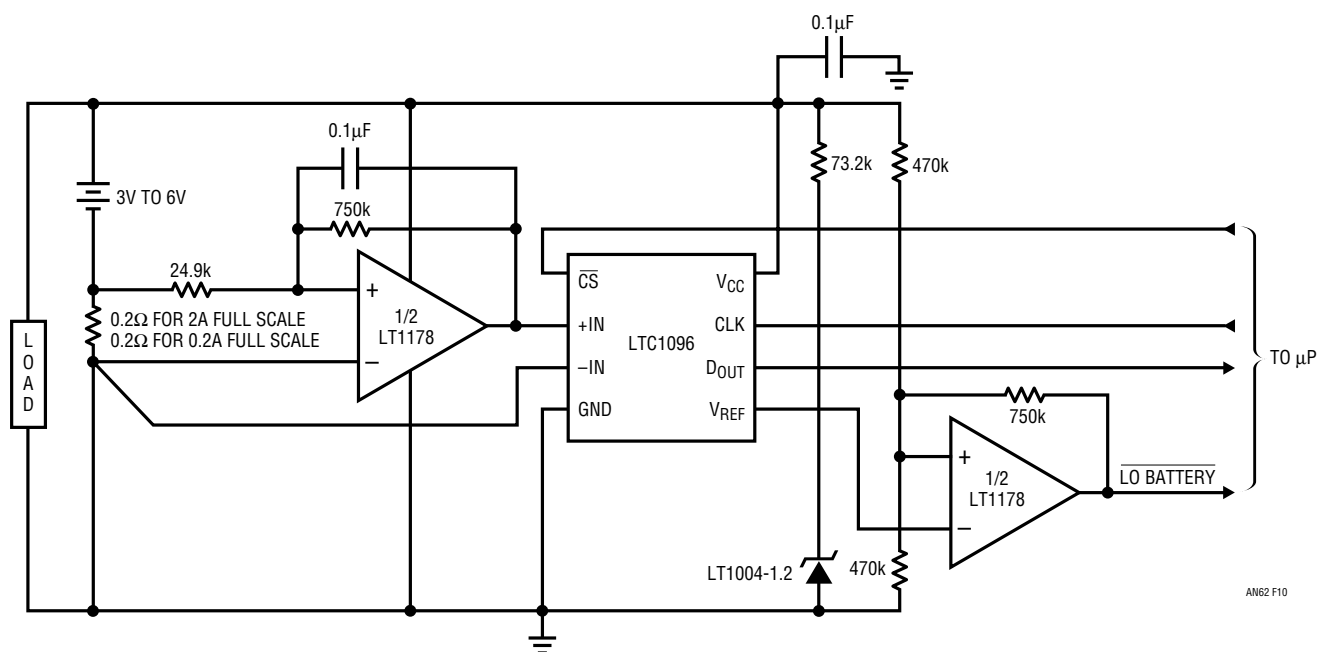 0.1µF
0.1µF
73.2k
470k
3V TO 6V
750k
24.9k
0.2Ω FOR 2A FULL SCALE
0.2Ω FOR 0.2A FULL SCALE
LOAD
+
1/2
LT1178
–
CS
+IN
–IN
GND
LTC1096
VCC
CLK
DOUT
VREF
TO µP
750k
+
1/2
LT1178
–
LO BATTERY
LT1004-1.2
470k
AN62 F10